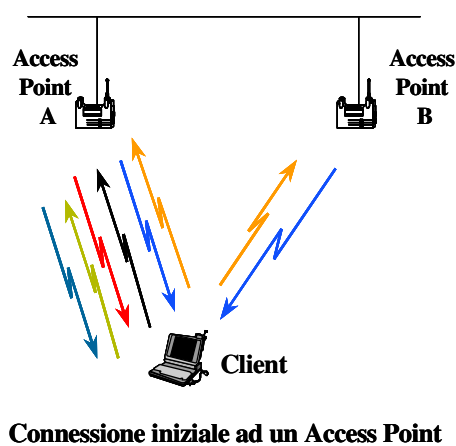 Access
Point
A
Access
Point
B
Client
Connessione iniziale ad un Access Point